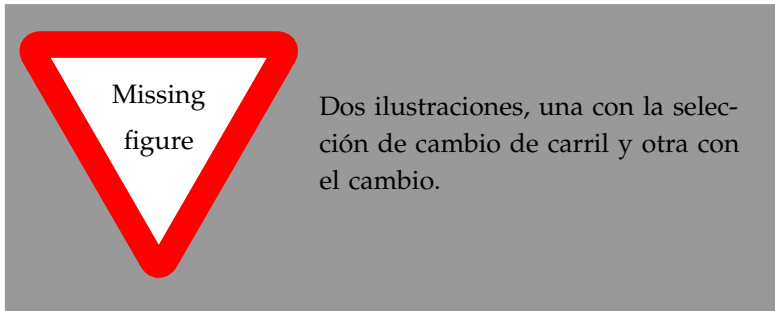 Missing
figure
Dos ilustraciones, una con la selec-
ción de cambio de carril y otra con
el cambio.